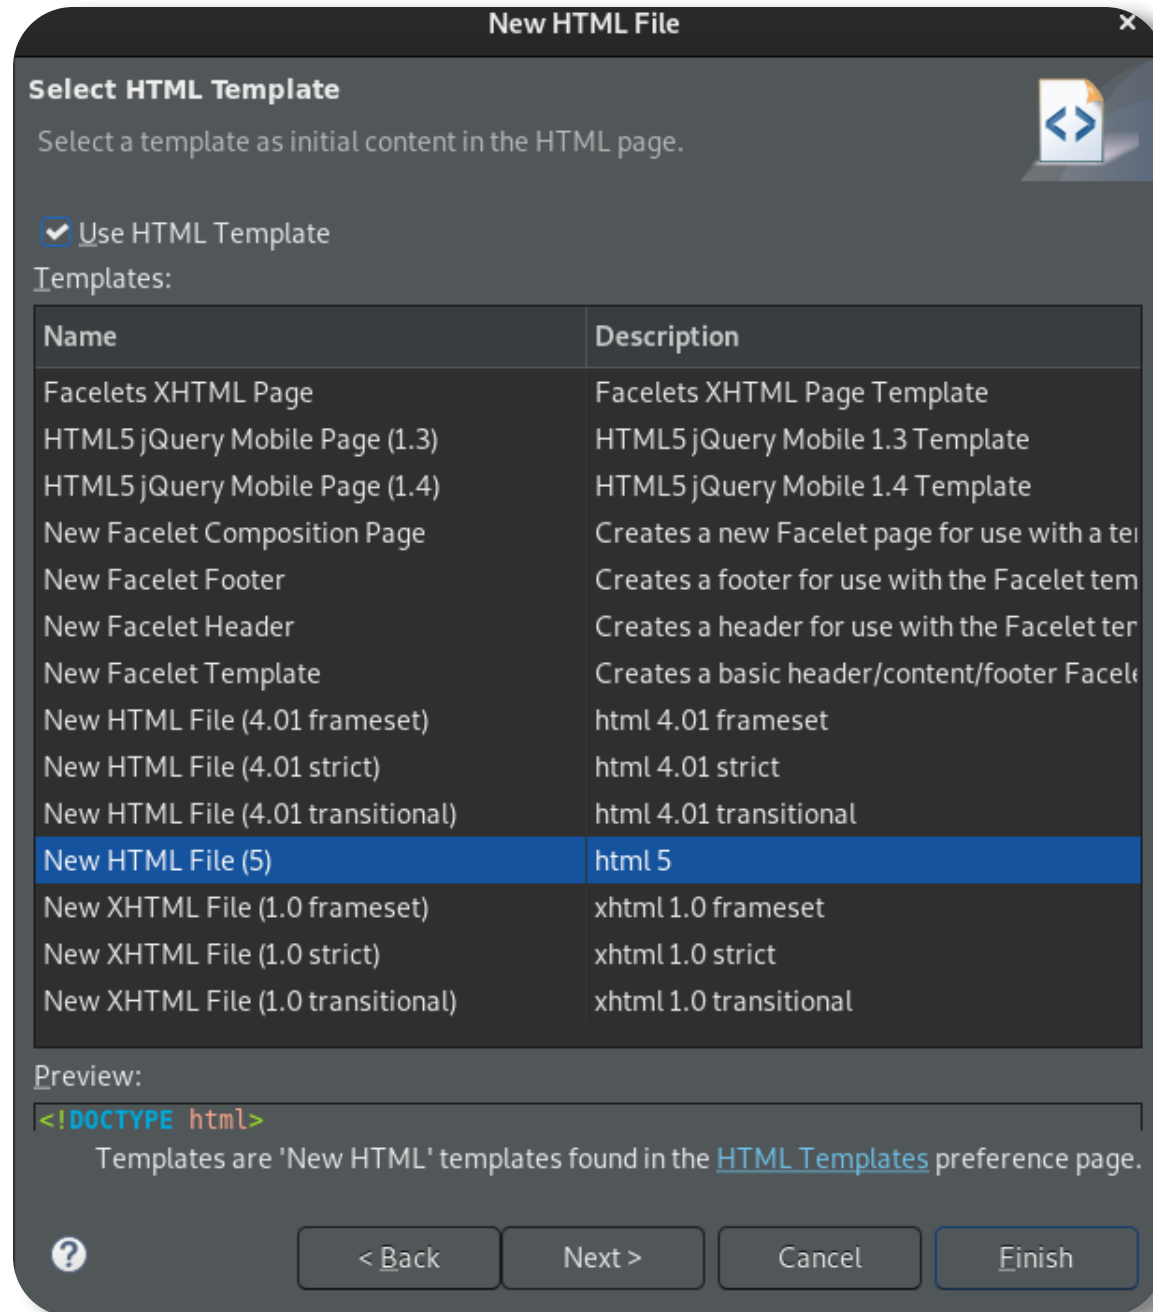 New HTML File
Select HTML Template
Select a template as initial content in the HTML page.
Use HTML Template
Templates:
Name Description
Facelets XHTML Page Facelets XHTML Page Template
HTML5 jQuery Mobile Page (1.3) HTML5 jQuery Mobile 1.3 Template
HTML5 jQuery Mobile Page (1.4) HTML5 jQuery Mobile 1.4 Template
New Facelet Composition Page Creates a new Facelet page for use with a
New Facelet Footer Creates a footer for use with the Facelet tem
New Facelet Header Creates a header for use with the Facelet
New Facelet Template Creates a basic header/content/footer
New HTML File (4.01 frameset) html 4.01 frameset
New HTML File (4.01 strict) html 4.01 strict
New HTML File (4.01 transitional) html 4.01 transitional
New HTML File (5) html 5
New XHTML File (1.0 frameset) xhtml 1.0 frameset
New XHTML File (1.0 strict) xhtml 1.0 strict
New XHTML File (1.0 transitional) xhtml 1.0 transitional
Preview:
<!DOCTYPE html>
Templates are 'New HTML' templates found in the HTML Templates preference page.
< Back Next > Cancel Finish